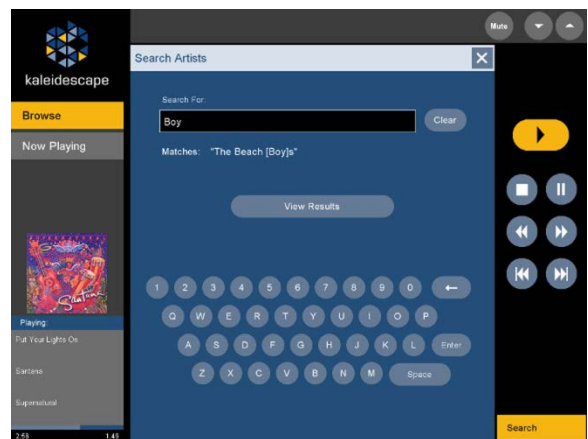 Mute
kaleidescape
Search Artists
Browse
Now Playing
Search For:
Boy
Clear
Matches: "The Beach [Boy]s"
View Results
Santana
1 2 3 4 5 6 7 8 9 0
Q W E R T Y U I O P
A S D F G H J K L Enter
Z X C V B N M Space
Playing:
Put Your Lights On
Santana
Supernatural
2:58 1:49
Search